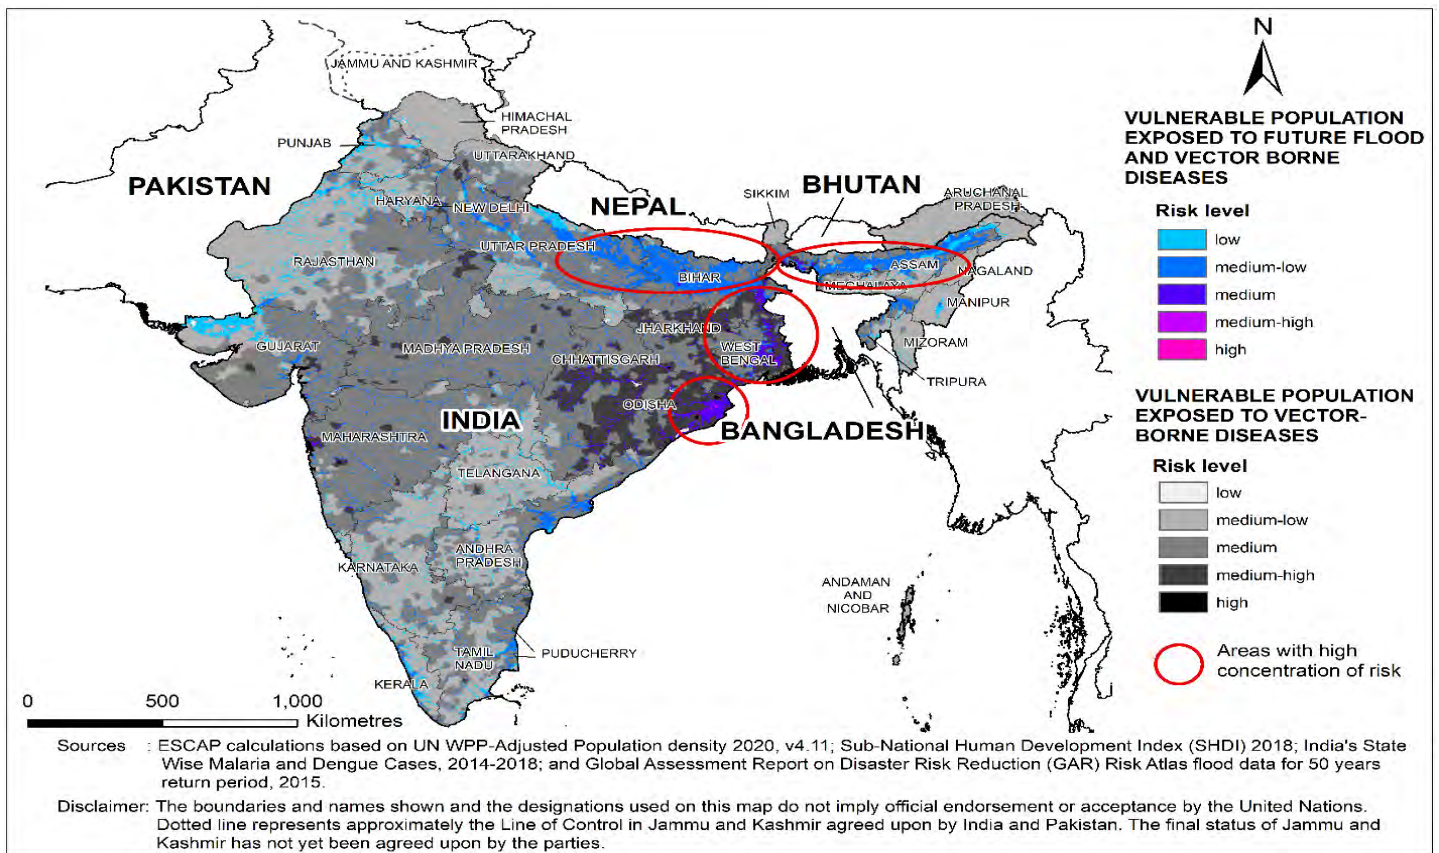 JAMMU AND KASHMIR
HIMACHAL
PRADESH
PUNJAB
UTTARAKHAND
PAKISTAN
HARYANA
NEW DELHI
NEPAL
SIKKIM
BHUTAN
ARUCHANAL
PRADESH
UTTAR PRADESH
RAJASTHAN
BIHAR
ASSAM
NAGALAND
MECHALAYA
MANIPUR
GUJARAT
MADHYA PRADESH
JHARKHAND
CHHATTISGARH
WEST
BENGAL
MIZORAM
TRIPURA
ODISHA
INDIA
BANGLADESH
MAHARASHTRA
TELANGANA
ANDHRA
PRADESH
KARNATAKA
ANDAMAN
AND
NICOBAR
TAMIL
NADU
PUDUCHERRY
KERALA
N
VULNERABLE POPULATION
EXPOSED TO FUTURE FLOOD
AND VECTOR BORNE
DISEASES
Risk level
low
medium-low
medium
medium-high
high
VULNERABLE POPULATION
EXPOSED TO VECTOR-
BORNE DISEASES
Risk level
low
medium-low
medium
medium-high
high
Areas with high
concentration of risk
0 500 1,000
Kilometres
Sources : ESCAP calculations based on UN WPP-Adjusted Population density 2020, v4.11; Sub-National Human Development Index (SHDI) 2018; India's State
Wise Malaria and Dengue Cases, 2014-2018; and Global Assessment Report on Disaster Risk Reduction (GAR) Risk Atlas flood data for 50 years
return period, 2015.
Disclaimer: The boundaries and names shown and the designations used on this map do not imply official endorsement or acceptance by the United Nations.
Dotted line represents approximately the Line of Control in Jammu and Kashmir agreed upon by India and Pakistan. The final status of Jammu and
Kashmir has not yet been agreed upon by the parties.